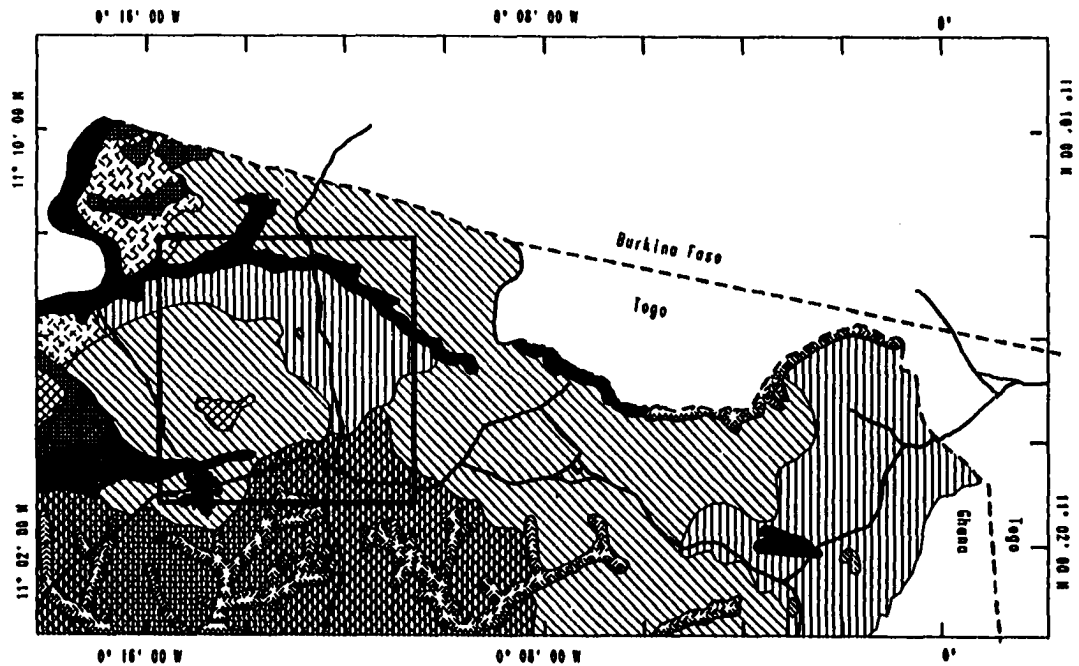 0° 16' 00 W
0° 08' 00 W
0°
11° 10' 00 N
11° 10' 00 N
Burkina Faso
Togo
Togo
Ghana
11° 02' 00 N
11° 02' 00 N
0° 16' 00 W
0° 08' 00 W
0°